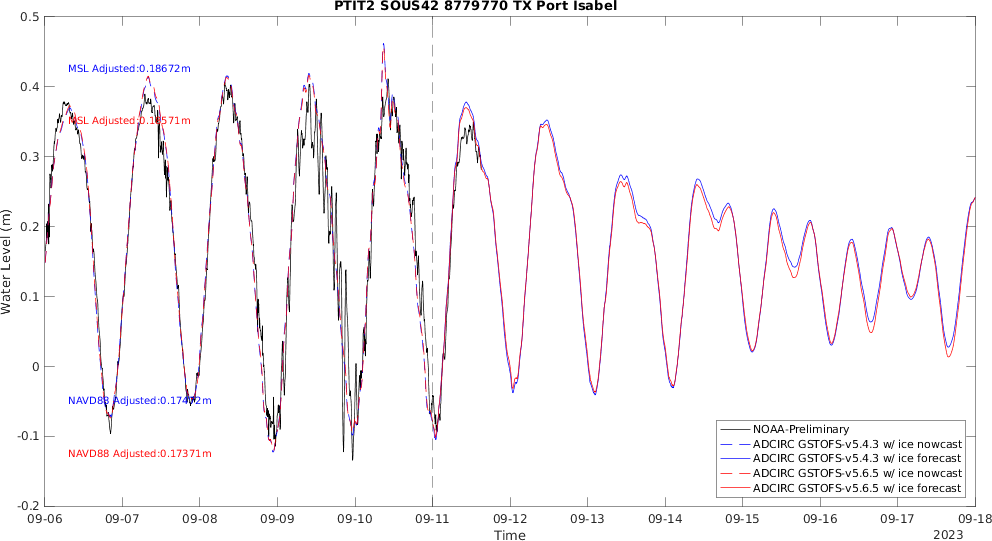 PTIT2 SOUS42 8779770 TX Port Isabel
0.5
0.4
0.3
0.2
0.1
0
-0.1
-0.2
Water Level (m)
MSL Adjusted:0.18672m
NAVD88 Adjusted:0.17371m
NOAA-Preliminary
ADCIRC GSTOFS-v5.4.3 w/ ice nowcast
ADCIRC GSTOFS-v5.4.3 w/ ice forecast
ADCIRC GSTOFS-v5.6.5 w/ ice nowcast
ADCIRC GSTOFS-v5.6.5 w/ ice forecast
09-06 09-07 09-08 09-09 09-10 09-11 09-12 09-13 09-14 09-15 09-16 09-17 09-18
Time
2023